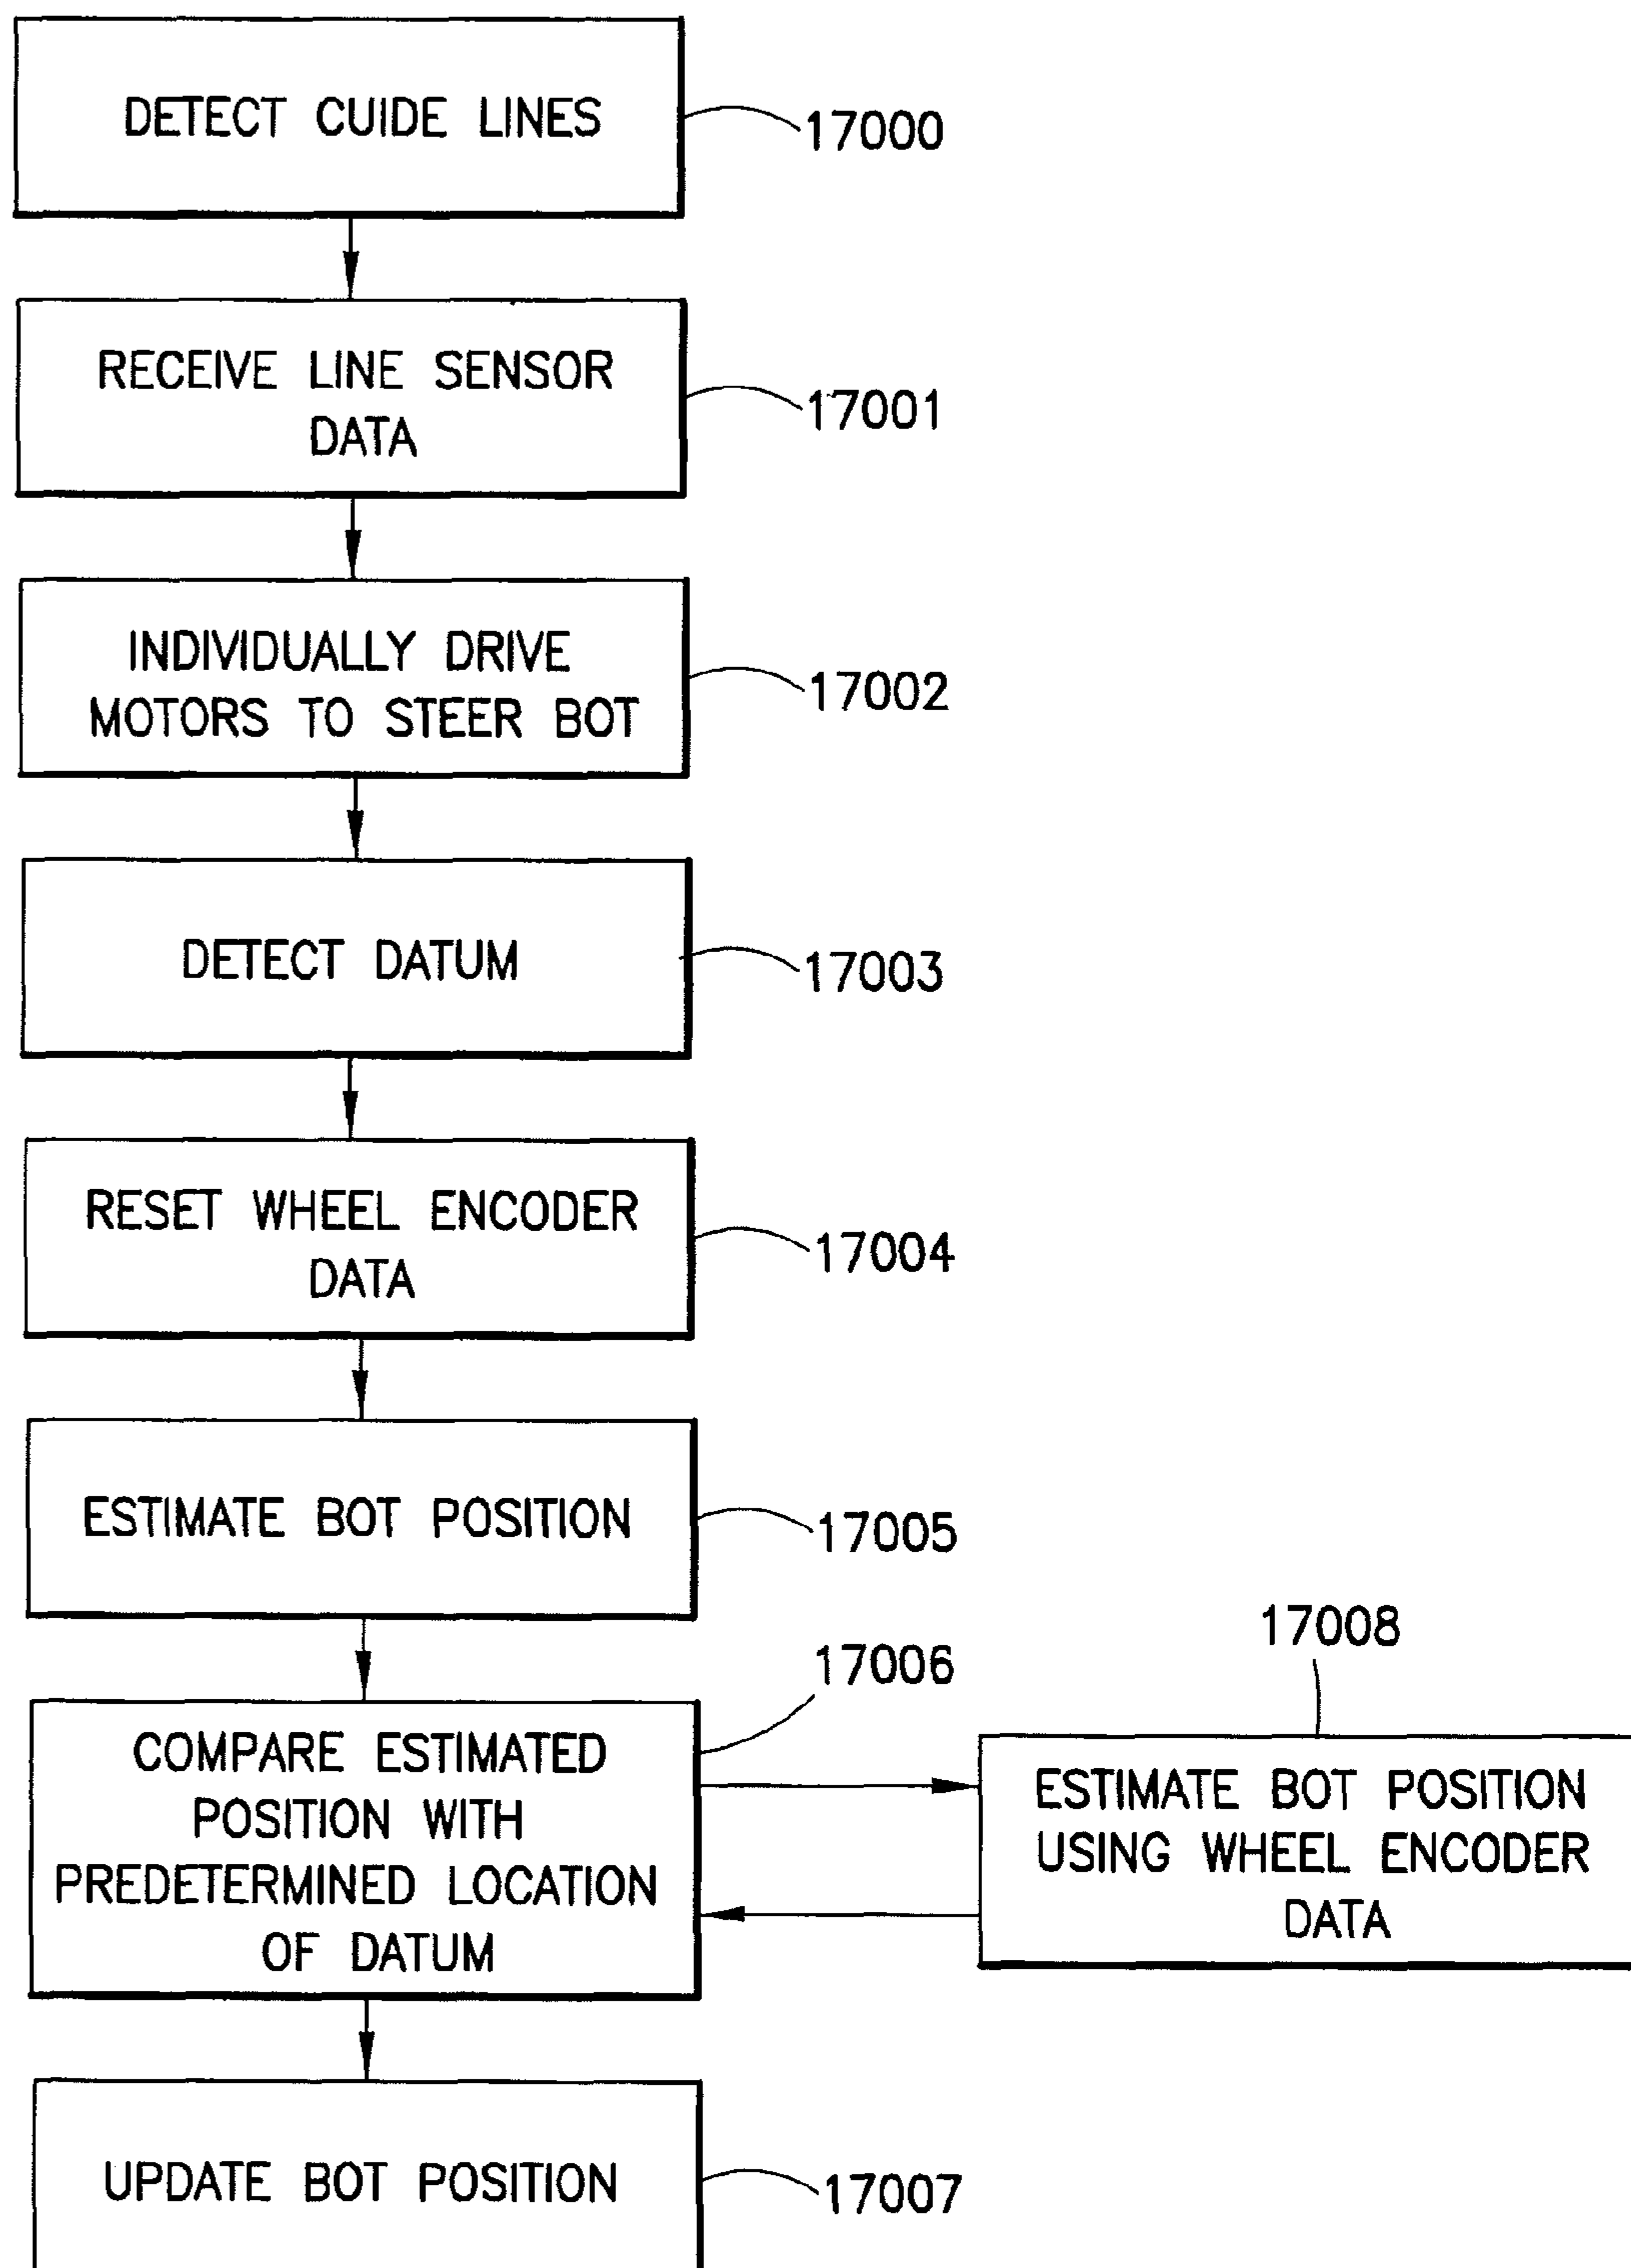 DETECT CUIDE LINES
17000
RECEIVE LINE SENSOR
DATA
17001
INDIVIDUALLY DRIVE
MOTORS TO STEER BOT
17002
DETECT DATUM
17003
RESET WHEEL ENCODER
DATA
17004
ESTIMATE BOT POSITION
17005
17006
COMPARE ESTIMATED
POSITION WITH
PREDETERMINED LOCATION
OF DATUM
17008
ESTIMATE BOT POSITION
USING WHEEL ENCODER
DATA
UPDATE BOT POSITION
17007